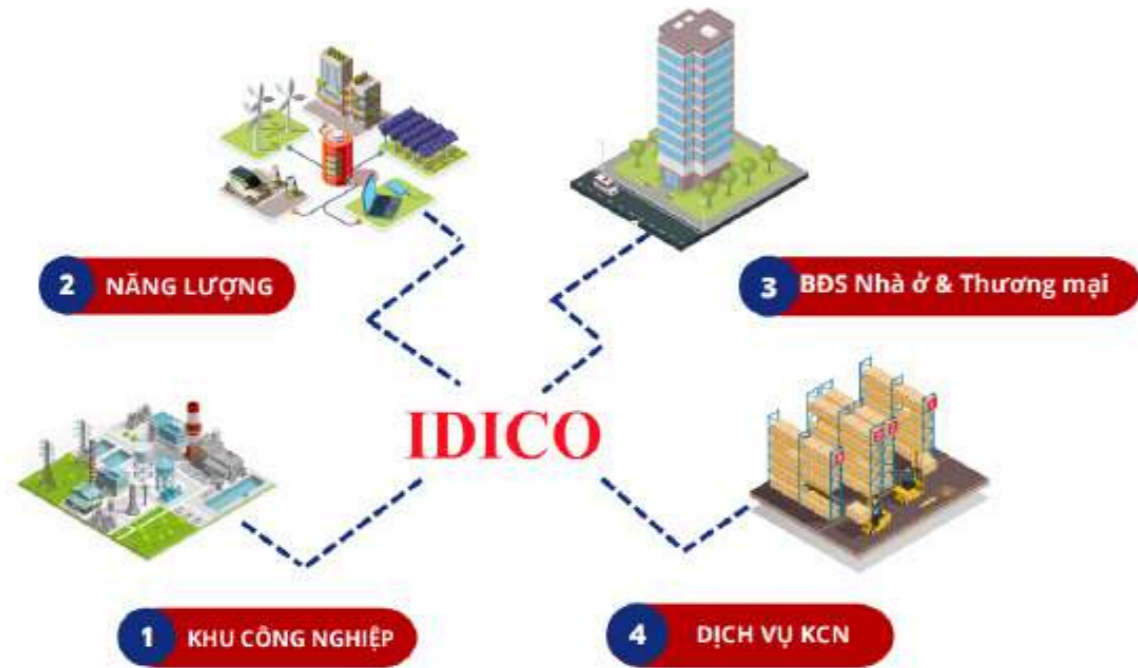 2 NĂNG LƯỢNG
3 BĐS Nhà ở & Thương mại
IDICO
1 KHU CÔNG NGHIỆP
4 DỊCH VỤ KCN